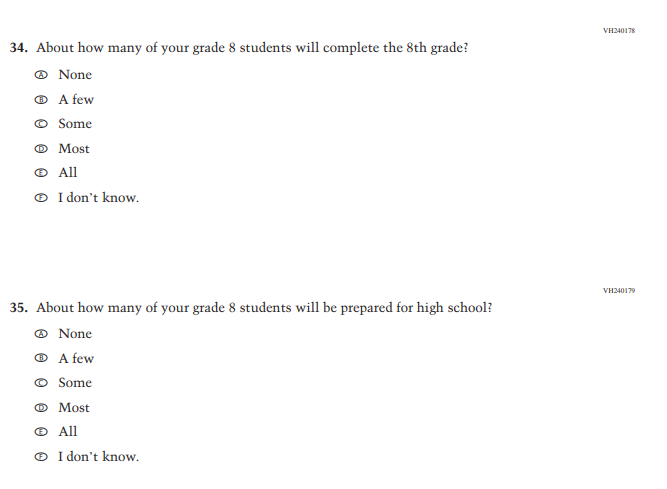 VH240178
34. About how many of your grade 8 students will complete the 8th grade?
Ⓐ None
Ⓑ A few
Ⓒ Some
Ⓓ Most
Ⓔ All
Ⓕ I don't know.
VH240179
35. About how many of your grade 8 students will be prepared for high school?
Ⓐ None
Ⓑ A few
Ⓒ Some
Ⓓ Most
Ⓔ All
Ⓕ I don't know.